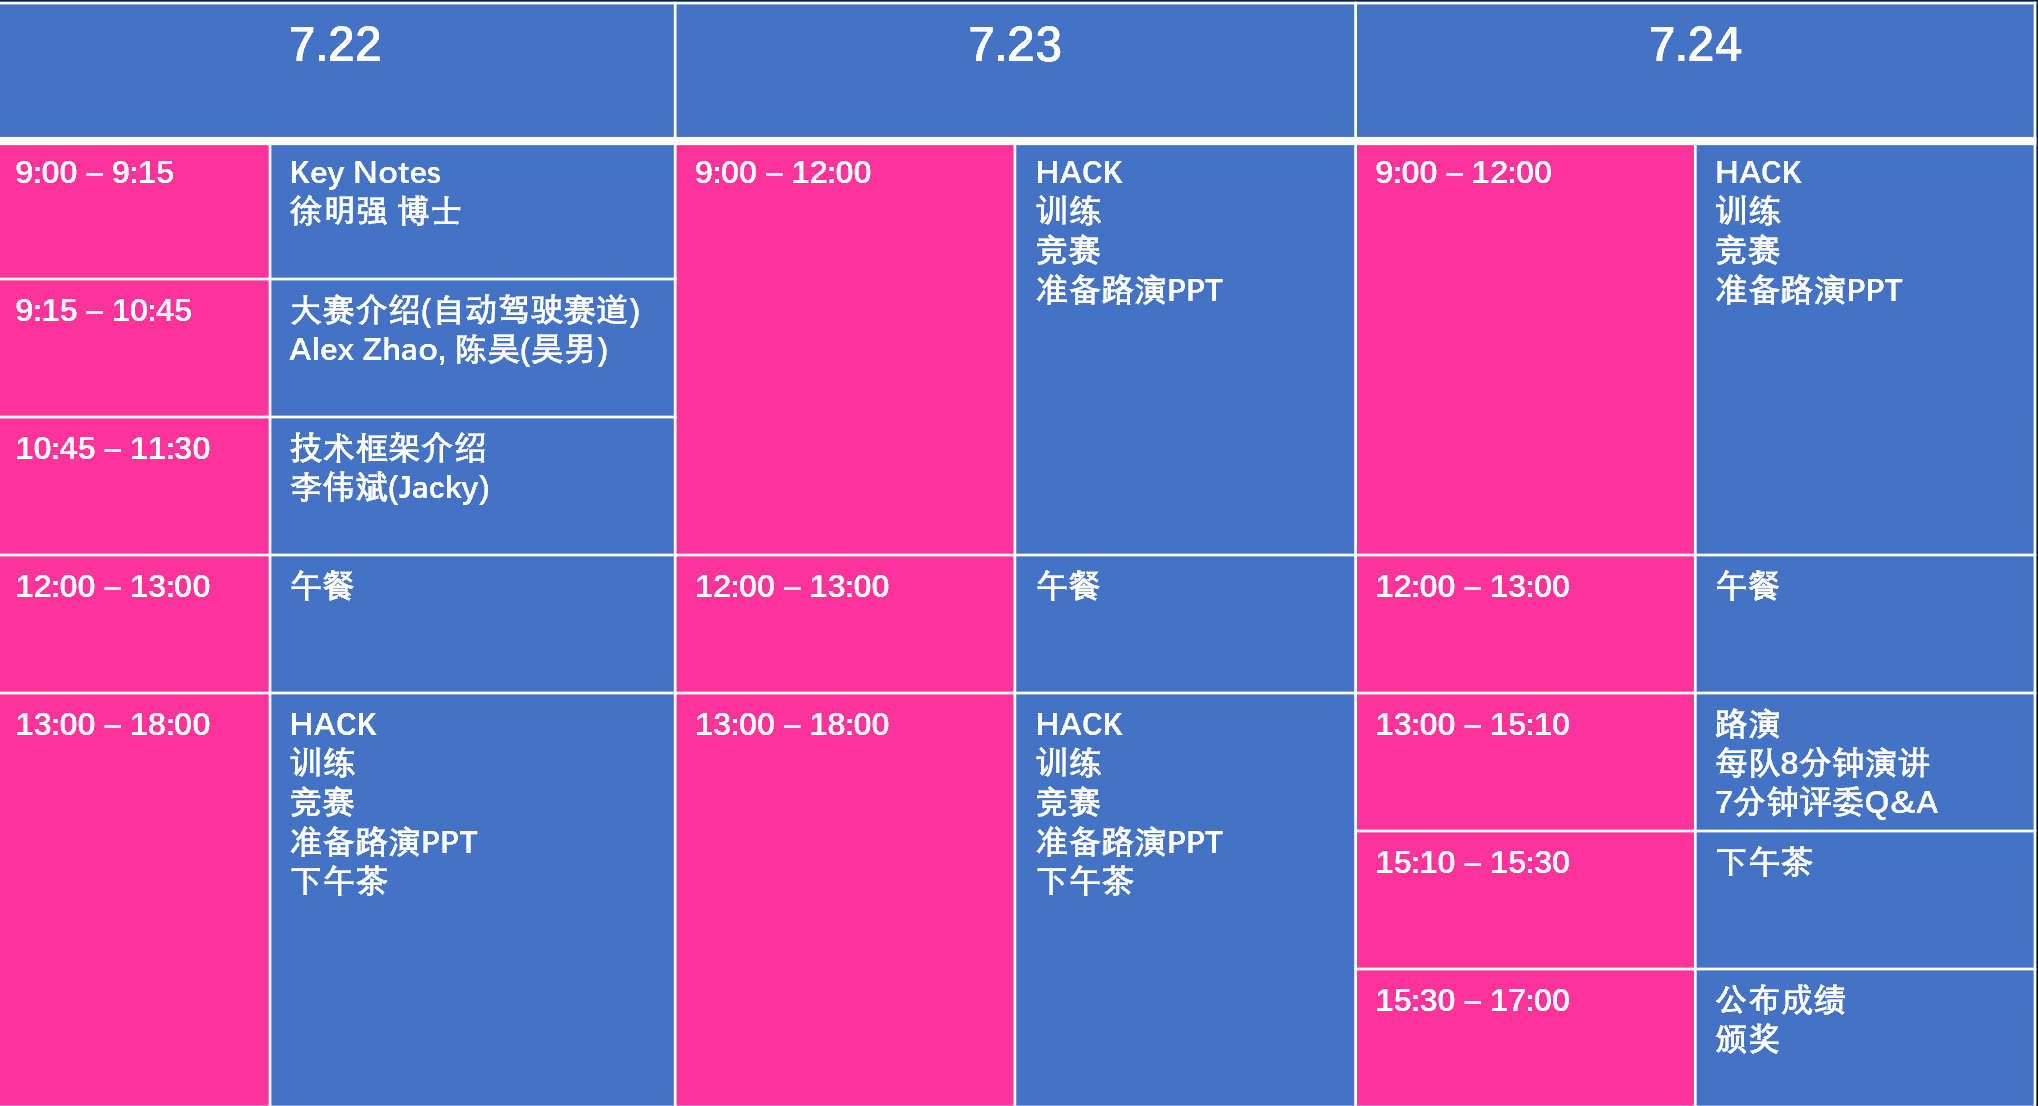 7.22
7.23
7.24
9:00 – 9:15
Key Notes
徐明强 博士
9:00 – 12:00
HACK
训练
竞赛
准备路演PPT
9:00 – 12:00
HACK
训练
竞赛
准备路演PPT
9:15 – 10:45
大赛介绍(自动驾驶赛道)
Alex Zhao, 陈昊(昊男)
10:45 – 11:30
技术框架介绍
李伟斌(Jacky)
12:00 – 13:00
午餐
12:00 – 13:00
午餐
12:00 – 13:00
午餐
13:00 – 18:00
HACK
训练
竞赛
准备路演PPT
下午茶
13:00 – 18:00
HACK
训练
竞赛
准备路演PPT
下午茶
13:00 – 15:10
路演
每队8分钟演讲
7分钟评委Q&A
15:10 – 15:30
下午茶
15:30 – 17:00
公布成绩
颁奖